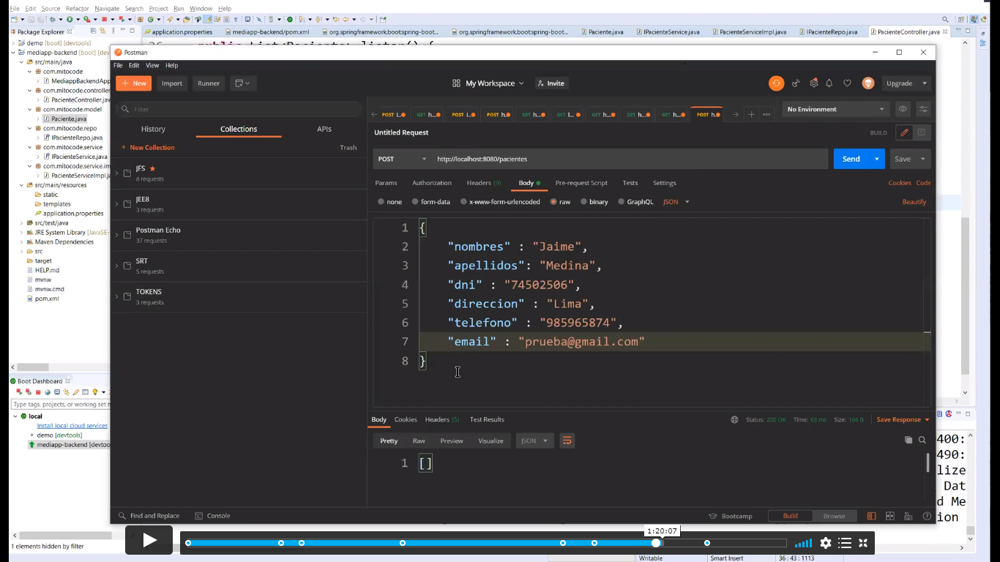 File Edit Source Refactor Navigate Search Project Run Window Help
Package Explorer
application.properties
mediapp-backend/pom.xml
org.springframework.boot:spring-boot-...
org.springframework.boot:spring-boot-...
Paciente.java
IPacienteService.java
PacienteServiceImpl.java
IPacienteRepo.java
PacienteController.java
demo [boot] [devtools]
mediapp-backend [boot] [devtools]
src/main/java
com.mitocode
MediappBackendApp
com.mitocode.controller
PacienteController.jav
com.mitocode.model
Paciente.java
com.mitocode.repo
IPacienteRepo.java
com.mitocode.service
IPacienteService.java
com.mitocode.service.im
PacienteServiceImpl.ja
src/main/resources
static
templates
application.properties
src/test/java
JRE System Library [JavaSE-
Maven Dependencies
src
target
HELP.md
mvnw
mvnw.cmd
pom.xml
Boot Dashboard
Type tags, projects, or working set
local
Install local cloud services
demo [devtools]
mediapp-backend [devtoo
1 elements hidden by filter
Postman
File Edit View Help
New Import Runner
My Workspace Invite
Upgrade
Filter
History Collections APIs
New Collection Trash
JFS
8 requests
JEE8
3 requests
Postman Echo
37 requests
SRT
5 requests
TOKENS
3 requests
POST l.. GET h... POST l.. POST h. GET h... GET l... GET h... GET h... GET h... POST h.
No Environment
Untitled Request BUILD
POST http://localhost:8080/pacientes Send Save
Params Authorization Headers (9) Body Pre-request Script Tests Settings Cookies Code
none form-data x-www-form-urlencoded raw binary GraphQL JSON Beautify
1 {
2 "nombres" : "Jaime",
3 "apellidos": "Medina",
4 "dni" : "74502506",
5 "direccion" : "Lima",
6 "telefono" : "985965874",
7 "email" : "prueba@gmail.com"
8 }
Body Cookies Headers (5) Test Results Status: 200 OK Time: 68 ms Size: 166 B Save Response
Pretty Raw Preview Visualize JSON
1 []
Find and Replace Console Bootcamp Build Browse
400:
490:
lize
Dat
d Me
ion
1:20:07
Writable Smart Insert 36 : 43 : 1113